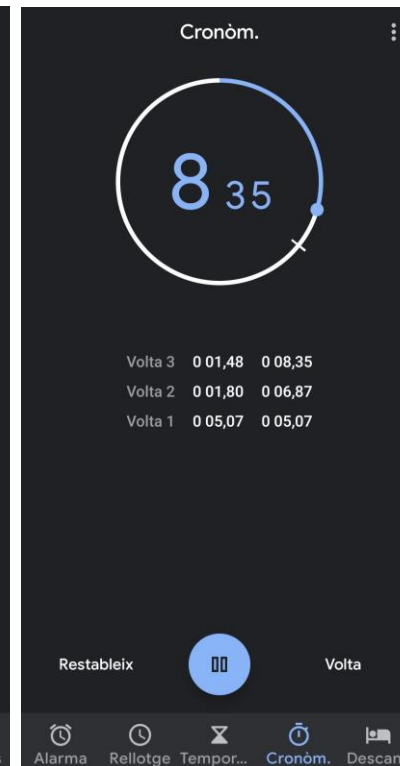 Cronòm.
8 35
Volta 3 0 01,48 0 08,35
Volta 2 0 01,80 0 06,87
Volta 1 0 05,07 0 05,07
Restableix Volta
Alarma Rellotge Tempor... Cronòm. Descan